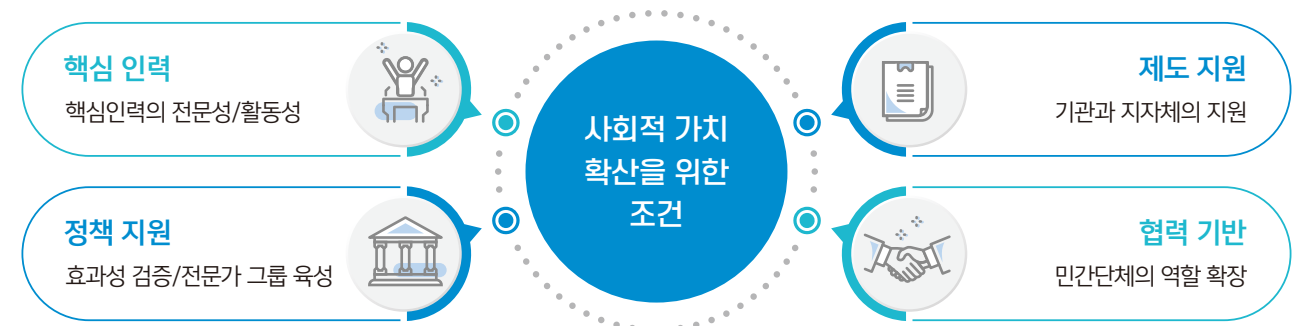 핵심 인력
핵심인력의 전문성/활동성
정책 지원
효과성 검증/전문가 그룹 육성
사회적 가치
확산을 위한
조건
제도 지원
기관과 지자체의 지원
협력 기반
민간단체의 역할 확장